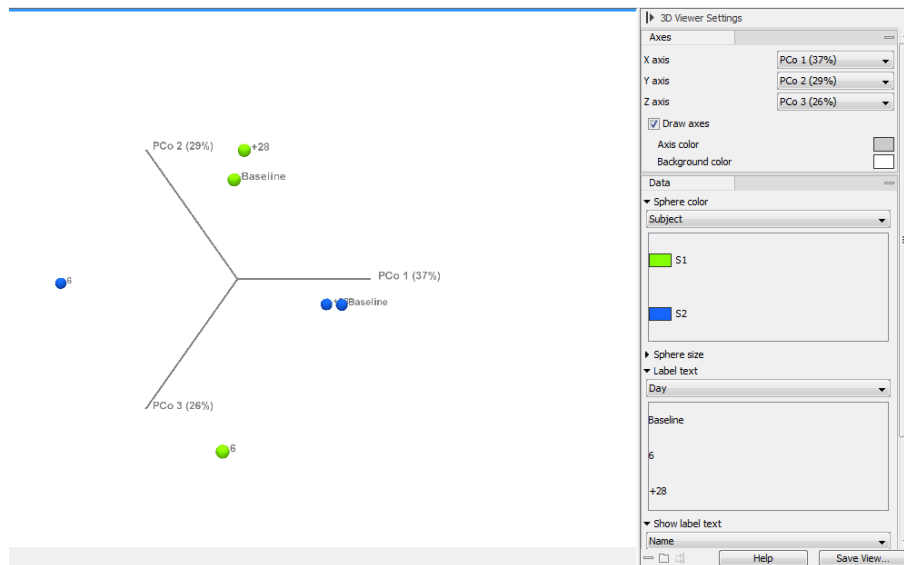 PCo 2 (29%)
+28
Baseline
6
PCo 1 (37%)
Baseline
PCo 3 (26%)
6
3D Viewer Settings
Axes
X axis PCo 1 (37%)
Y axis PCo 2 (29%)
Z axis PCo 3 (26%)
Draw axes
Axis color
Background color
Data
Sphere color
Subject
S1
S2
Sphere size
Label text
Day
Baseline
6
+28
Show label text
Name
Help Save View...